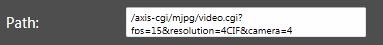 Path:
/axis-cgi/mjpg/video.cgi?
fps=15&resolution=4CIF&camera=4